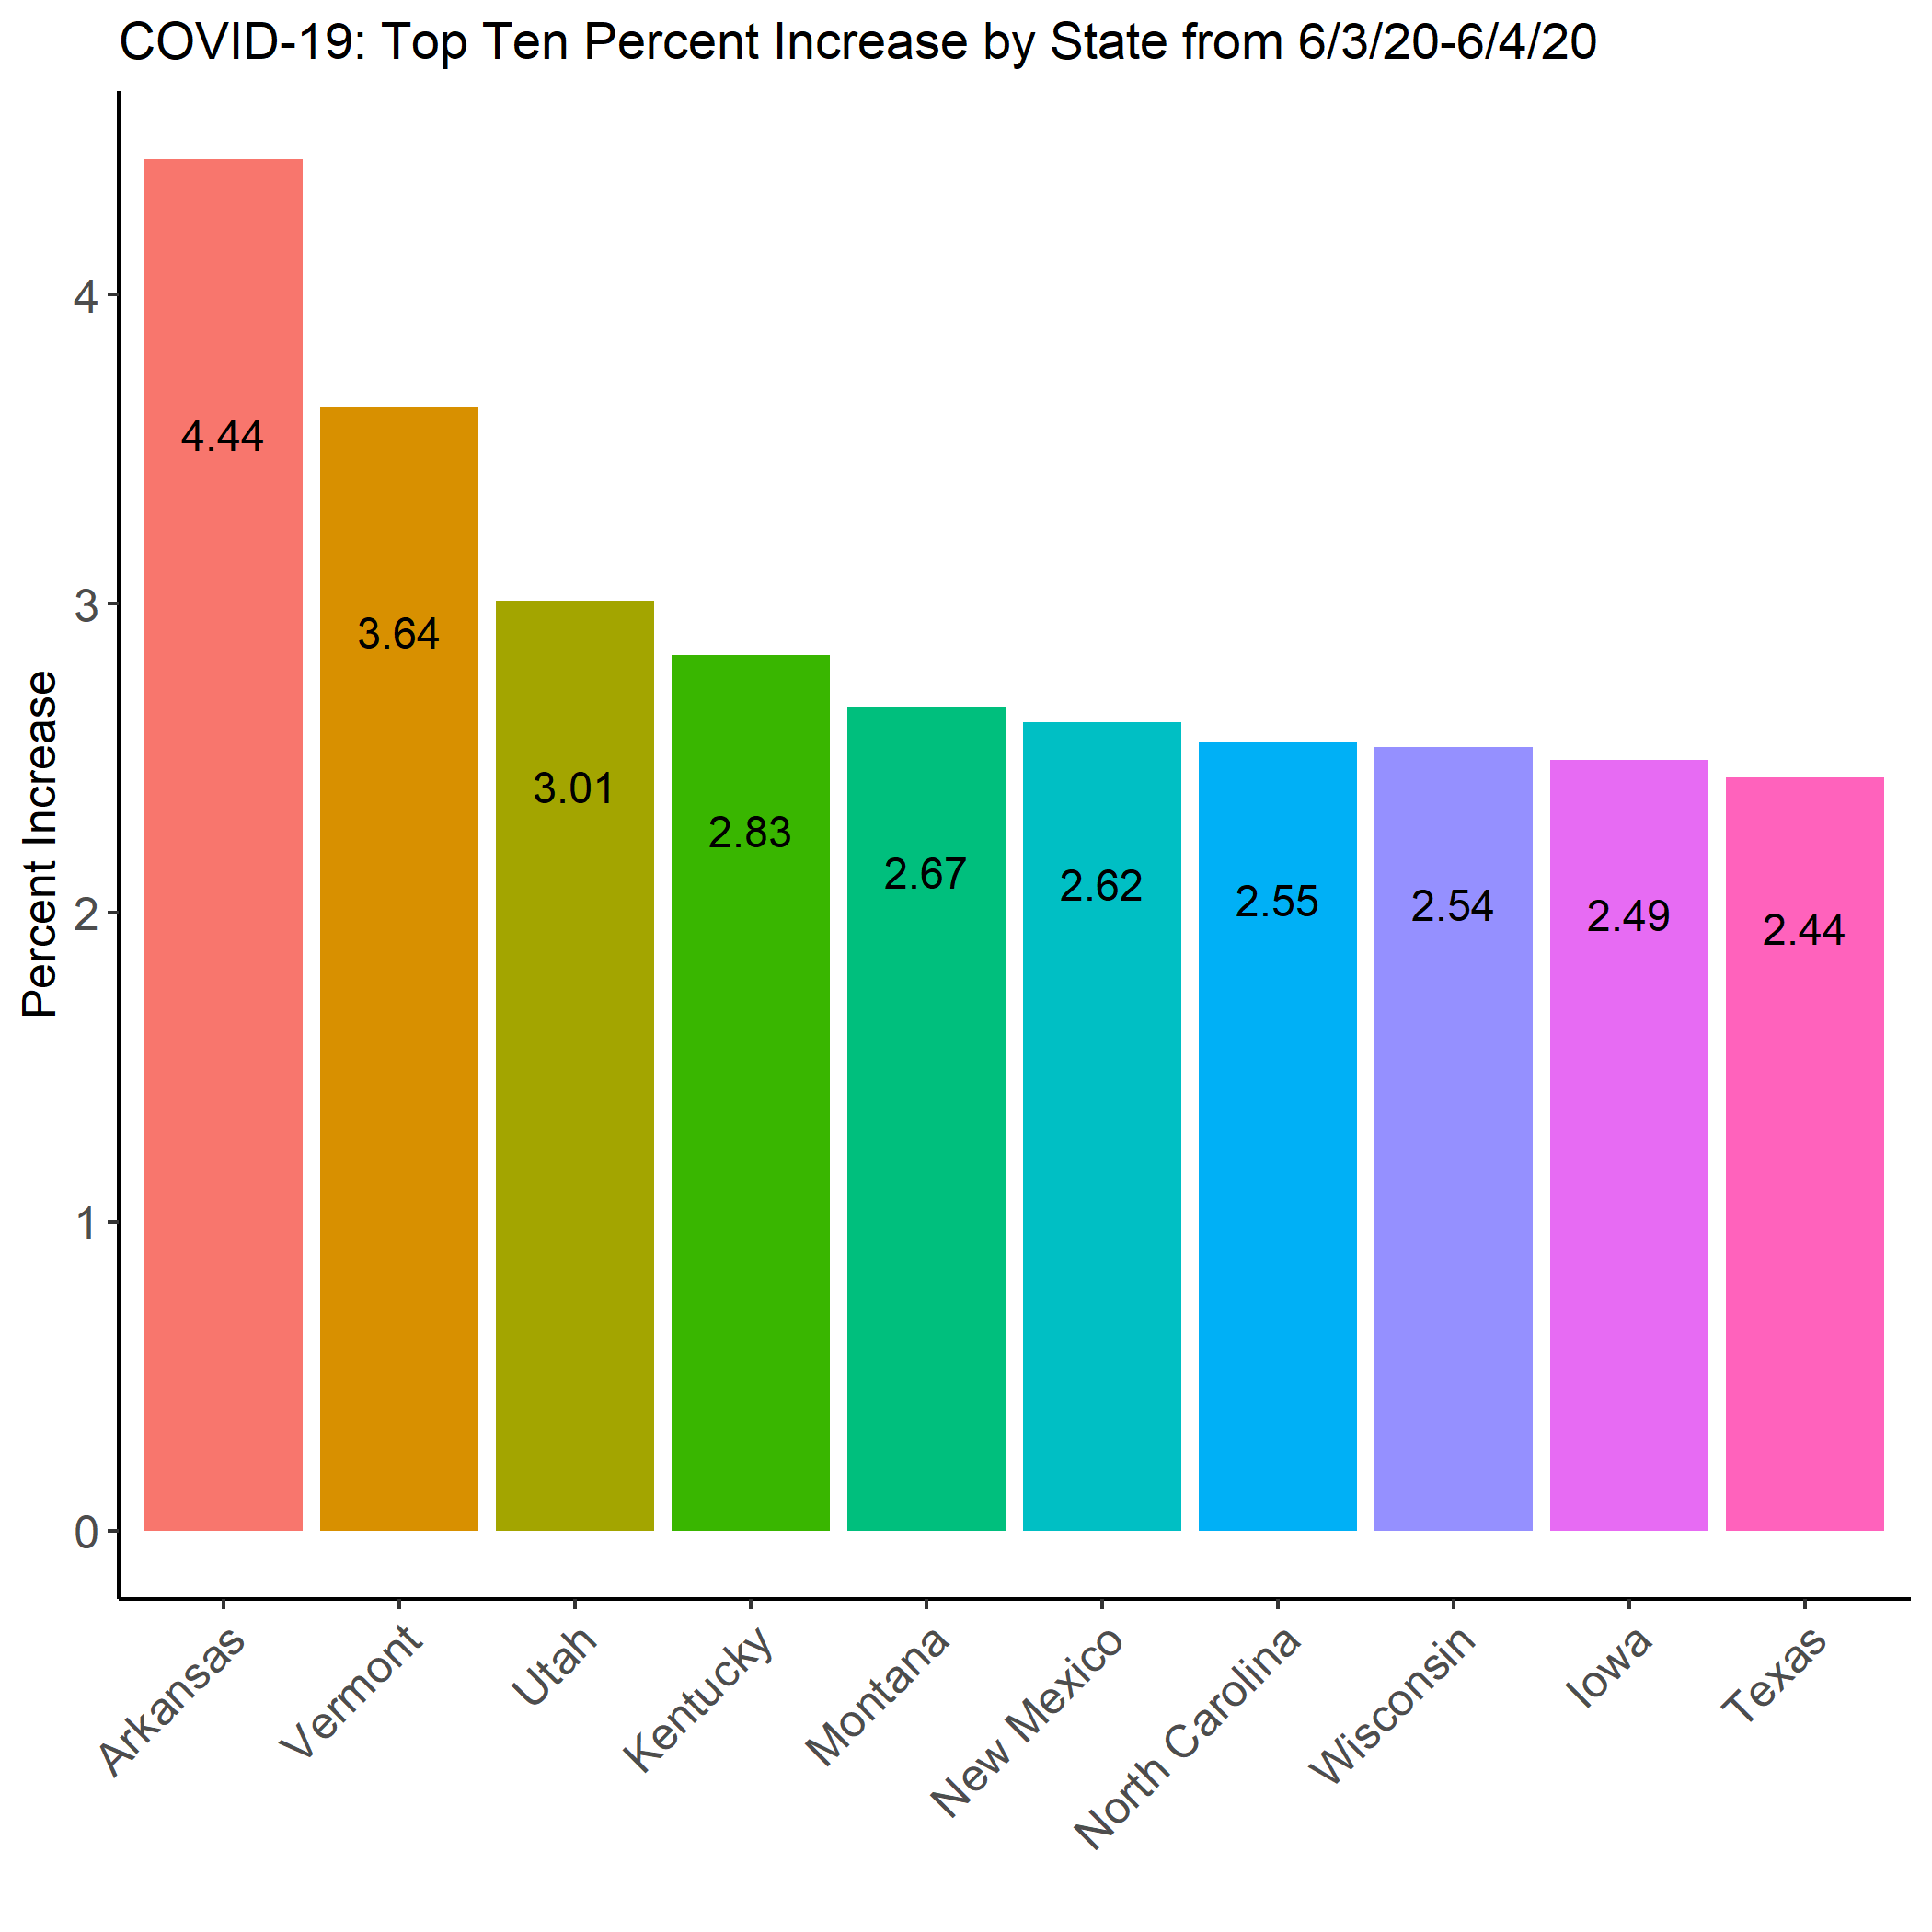 COVID-19: Top Ten Percent Increase by State from 6/3/20-6/4/20
Percent Increase
4
3
2
1
0
4.44
3.64
3.01
2.83
2.67
2.62
2.55
2.54
2.49
2.44
Arkansas
Vermont
Utah
Kentucky
Montana
New Mexico
North Carolina
Wisconsin
Iowa
Texas